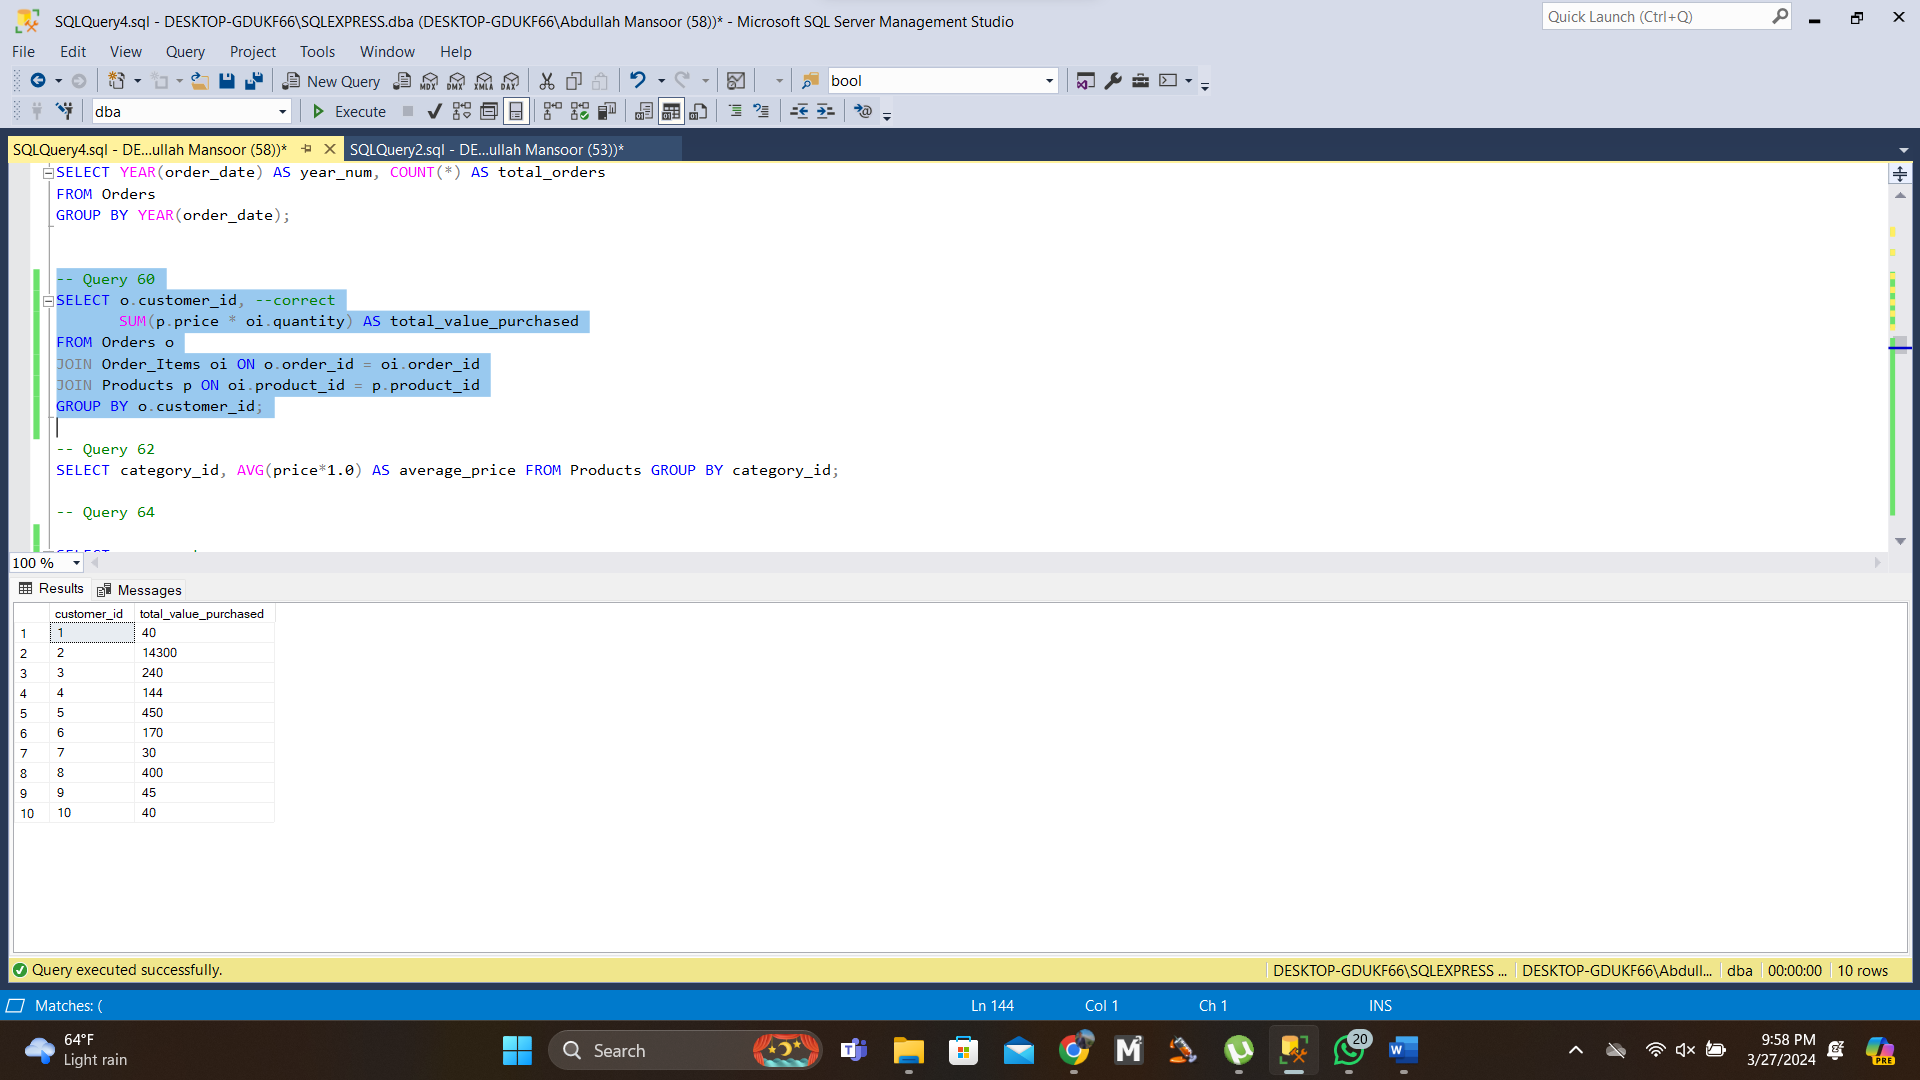 SQLQuery4.sql - DESKTOP-GDUKF66\SQLEXPRESS.dba (DESKTOP-GDUKF66\Abdullah Mansoor (58))* - Microsoft SQL Server Management Studio
Quick Launch (Ctrl+Q)
File Edit View Query Project Tools Window Help
New Query MDX DMX XMLA DAX bool
dba Execute
SQLQuery4.sql - DE...ullah Mansoor (58))* SQLQuery2.sql - DE...ullah Mansoor (53))*
SELECT YEAR(order_date) AS year_num, COUNT(*) AS total_orders
FROM Orders
GROUP BY YEAR(order_date);
-- Query 60
SELECT o.customer_id, --correct
SUM(p.price * oi.quantity) AS total_value_purchased
FROM Orders o
JOIN Order_Items oi ON o.order_id = oi.order_id
JOIN Products p ON oi.product_id = p.product_id
GROUP BY o.customer_id;
-- Query 62
SELECT category_id, AVG(price*1.0) AS average_price FROM Products GROUP BY category_id;
-- Query 64
100 %
Results Messages
customer_id total_value_purchased
1 1 40
2 2 14300
3 3 240
4 4 144
5 5 450
6 6 170
7 7 30
8 8 400
9 9 45
10 10 40
Query executed successfully. DESKTOP-GDUKF66\SQLEXPRESS ... DESKTOP-GDUKF66\Abdull... dba 00:00:00 10 rows
Matches: ( Ln 144 Col 1 Ch 1 INS
64°F
Light rain
Search
20
9:58 PM
3/27/2024
PRE